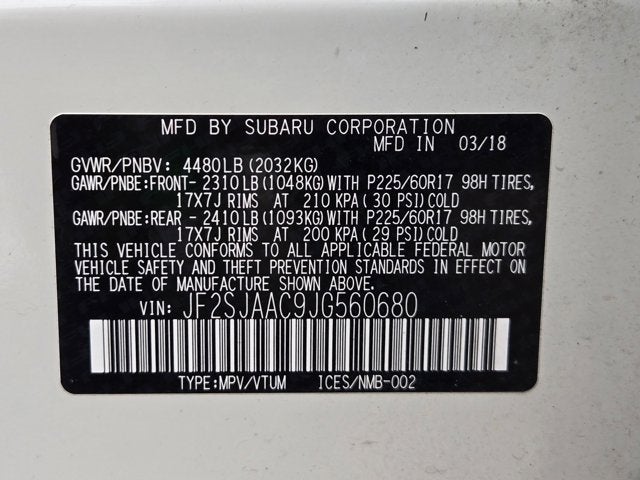 MFD BY SUBARU CORPORATION
MFD IN 03/18
GVWR/PNBV: 4480LB(2032KG)
GAWR/PNBE:FRONT- 2310LB(1048KG)WITH P225/60R17 98H TIRES,
17X7J RIMS AT 210 KPA( 30 PSI)COLD
GAWR/PNBE:REAR - 2410LB(1093KG)WITH P225/60R17 98H TIRES,
17X7J RIMS AT 200 KPA( 29 PSI)COLD
THIS VEHICLE CONFORMS TO ALL APPLICABLE FEDERAL MOTOR
VEHICLE SAFETY AND THEFT PREVENTION STANDARDS IN EFFECT
ON THE DATE OF MANUFACTURE SHOWN ABOVE.
VIN: JF2SJAAC9JG560680
TYPE:MPV/VTUM ICES/NMB-002